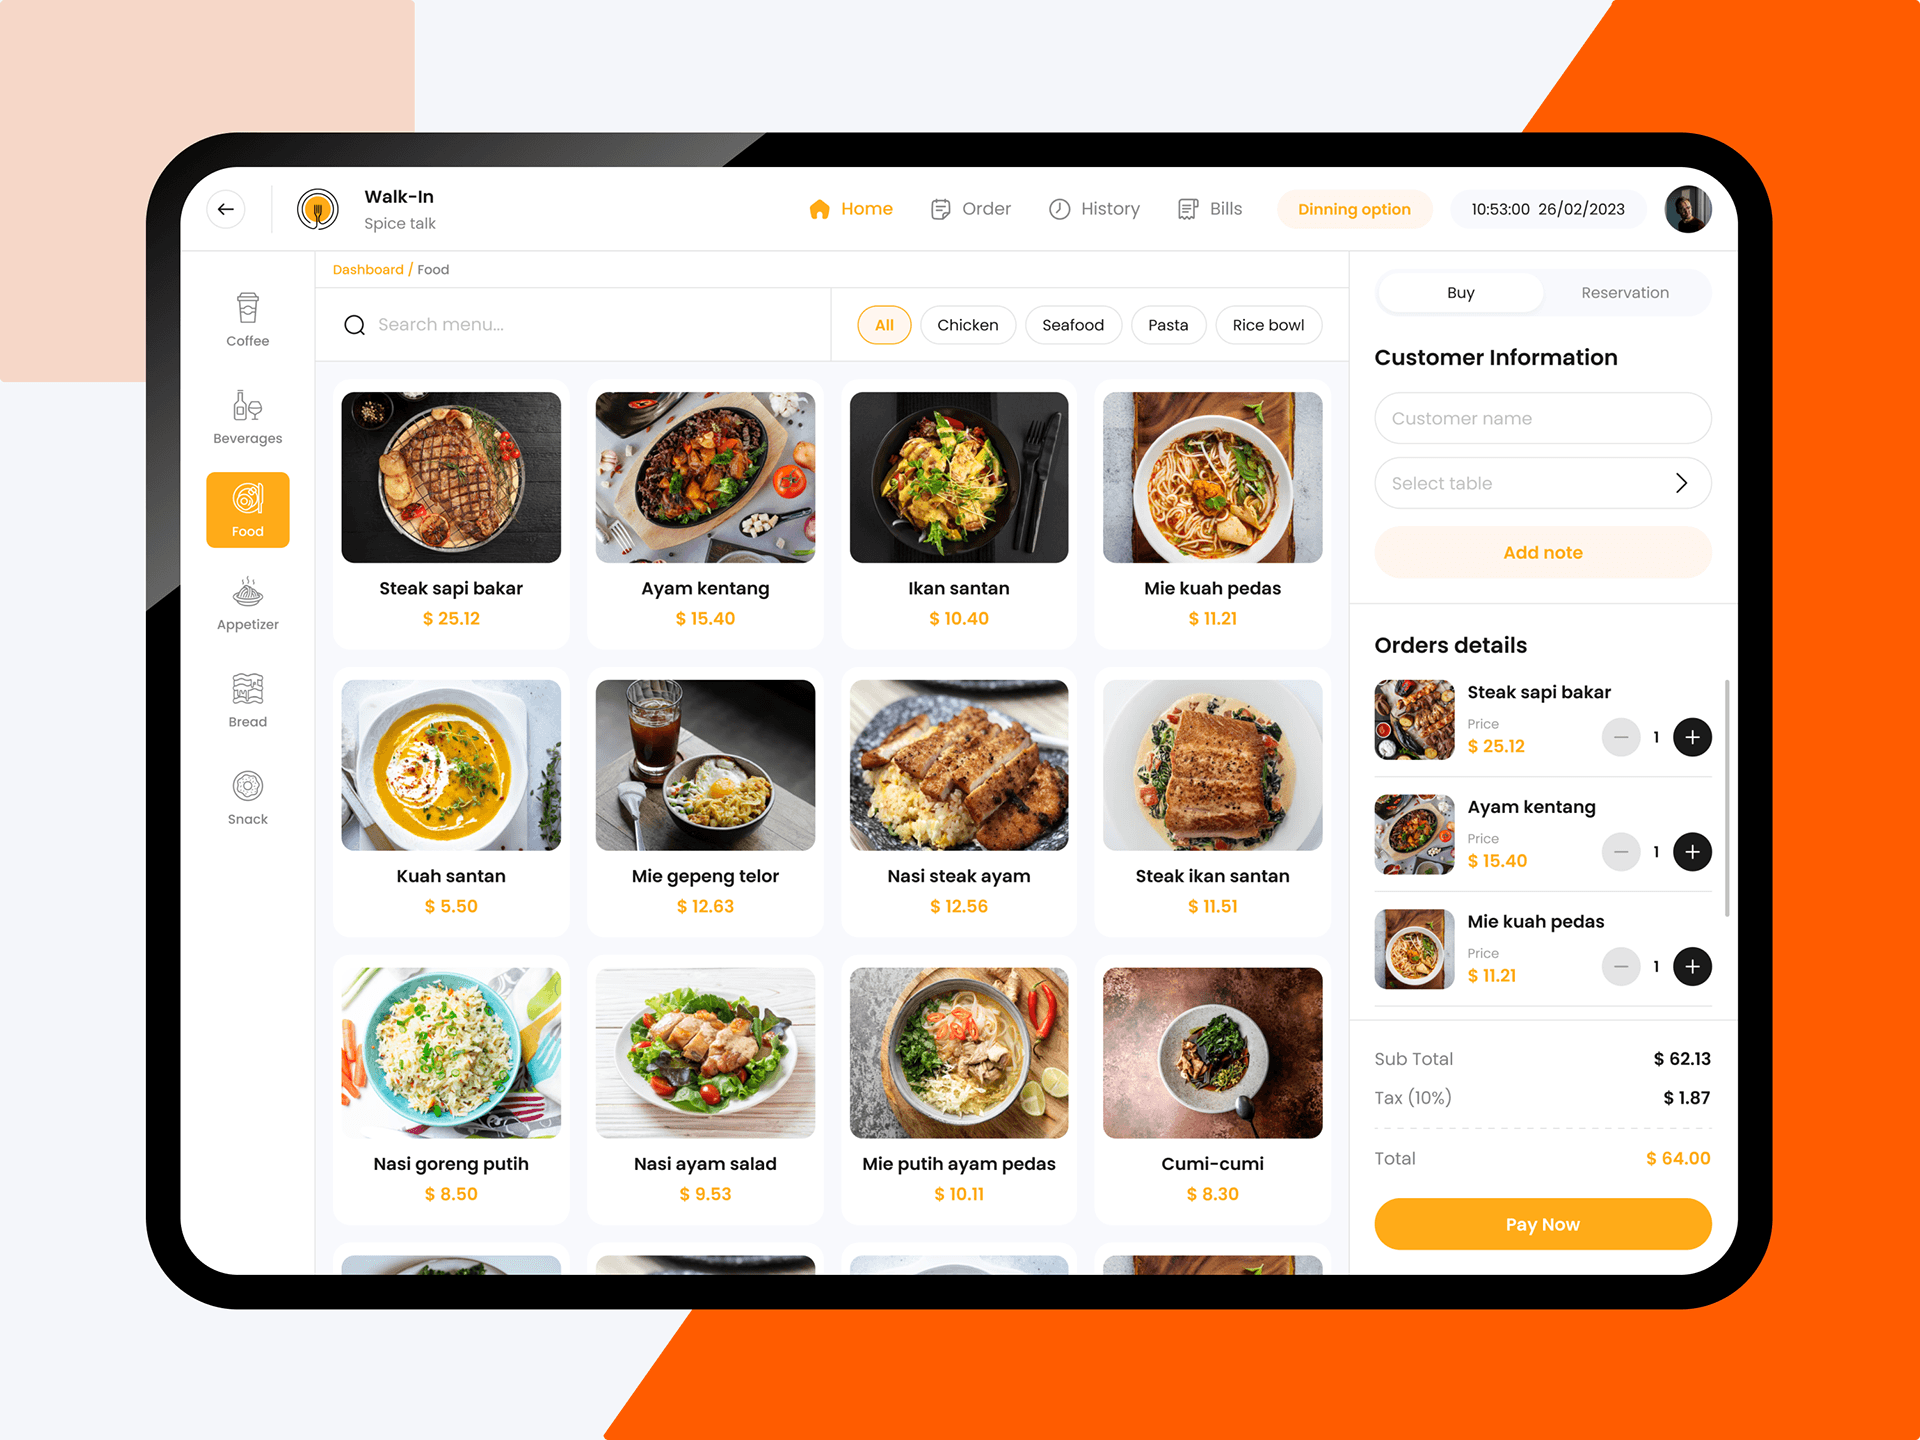 Walk-In
Spice talk
Home
Order
History
Bills
Dinning option
10:53:00 26/02/2023
Coffee
Beverages
Food
Appetizer
Bread
Snack
Dashboard / Food
Search menu...
All
Chicken
Seafood
Pasta
Rice bowl
Steak sapi bakar
$ 25.12
Ayam kentang
$ 15.40
Ikan santan
$ 10.40
Mie kuah pedas
$ 11.21
Kuah santan
$ 5.50
Mie gepeng telor
$ 12.63
Nasi steak ayam
$ 12.56
Steak ikan santan
$ 11.51
Nasi goreng putih
$ 8.50
Nasi ayam salad
$ 9.53
Mie putih ayam pedas
$ 10.11
Cumi-cumi
$ 8.30
Buy
Reservation
Customer Information
Customer name
Select table
Add note
Orders details
Steak sapi bakar
Price
$ 25.12
1
Ayam kentang
Price
$ 15.40
1
Mie kuah pedas
Price
$ 11.21
1
Sub Total
$ 62.13
Tax (10%)
$ 1.87
Total
$ 64.00
Pay Now